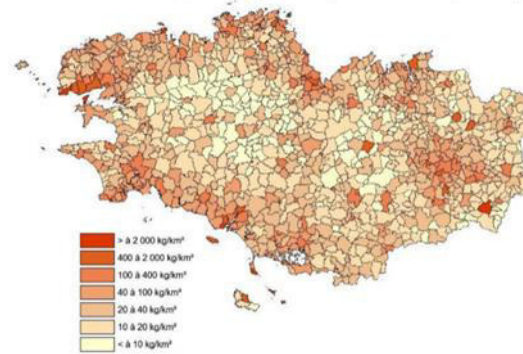 > à 2 000 kg/km²
400 à 2 000 kg/km²
100 à 400 kg/km²
40 à 100 kg/km²
20 à 40 kg/km²
10 à 20 kg/km²
< à 10 kg/km²